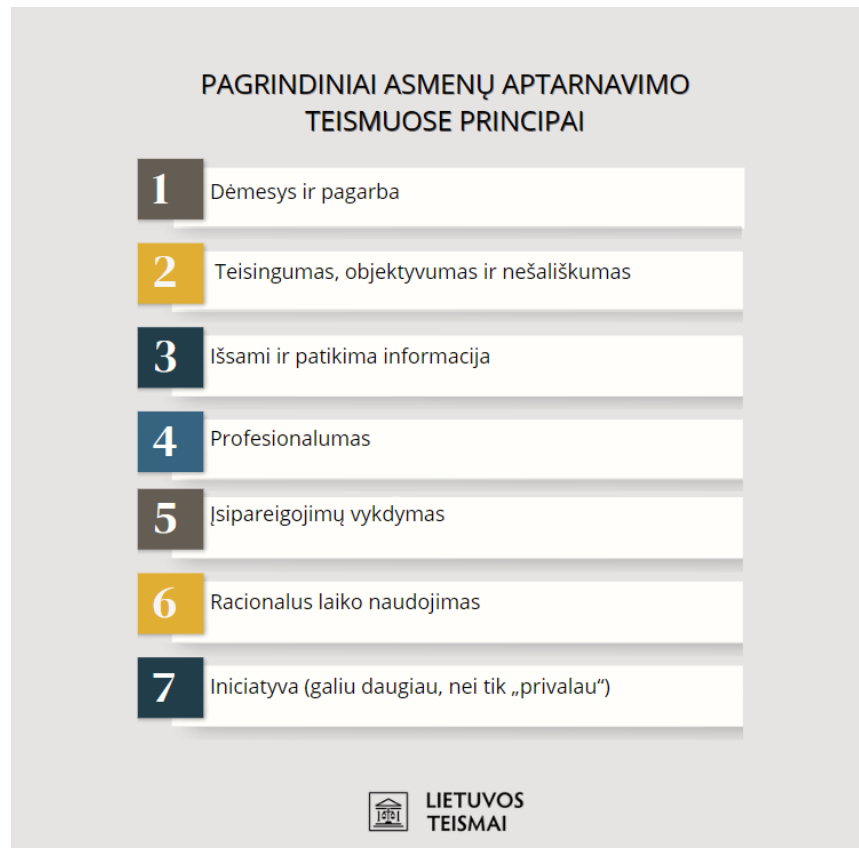 PAGRINDINIAI ASMENŲ APTARNAVIMO
TEISMUOSE PRINCIPAI
1 Dėmesys ir pagarba
2 Teisingumas, objektyvumas ir nešališkumas
3 Išsami ir patikima informacija
4 Profesionalumas
5 Įsipareigojimų vykdymas
6 Racionalus laiko naudojimas
7 Iniciatyva (galiu daugiau, nei tik „privalau“)
LIETUVOS
TEISMAI